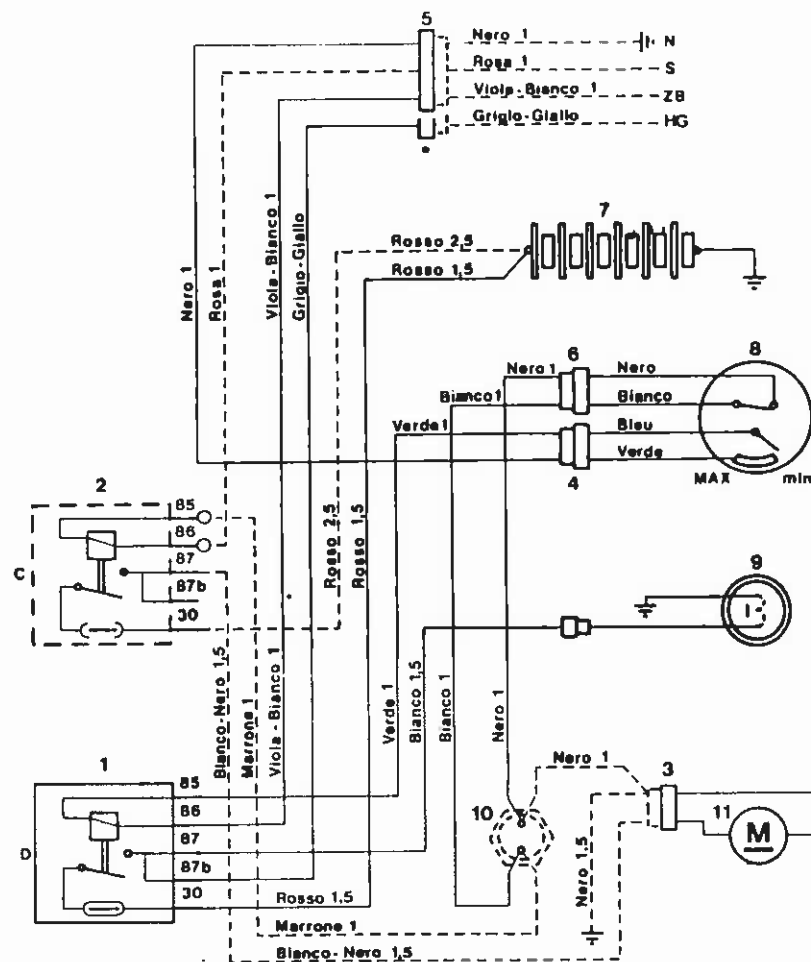 5
Nero 1
N
Rosa 1
S
Viola-Bianco 1
ZB
Grigio-Giallo
HG
*
7
Rosso 2,5
Rosso 1,5
Nero 1
Rosa 1
Viola-Bianco 1
Grigio-Giallo
6
8
Nero 1
Nero
Bianco 1
Bianco
Verde 1
Bleu
Verde
4
MAX
min
2
85
86
87
87b
30
C
Rosso 2,5
Rosso 1,5
9
Bianco-Nero 1,5
Marrone 1
Viola-Bianco 1
Verde 1
Bianco 1,5
Bianco 1
Nero 1
1
85
86
87
87b
30
D
Rosso 1,5
Marrone 1
Bianco-Nero 1,5
10
Nero 1
3
11
M
Nero 1,5